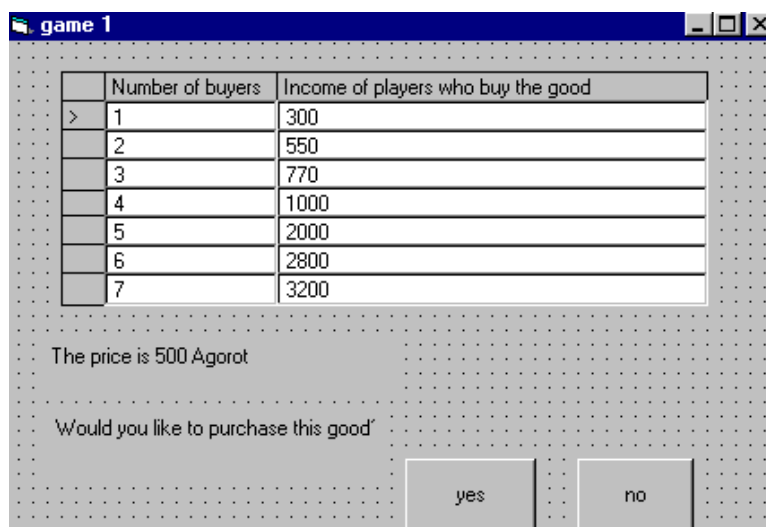 game 1
Number of buyers Income of players who buy the good
> 1 300
2 550
3 770
4 1000
5 2000
6 2800
7 3200
The price is 500 Agorot
Would you like to purchase this good´
yes no